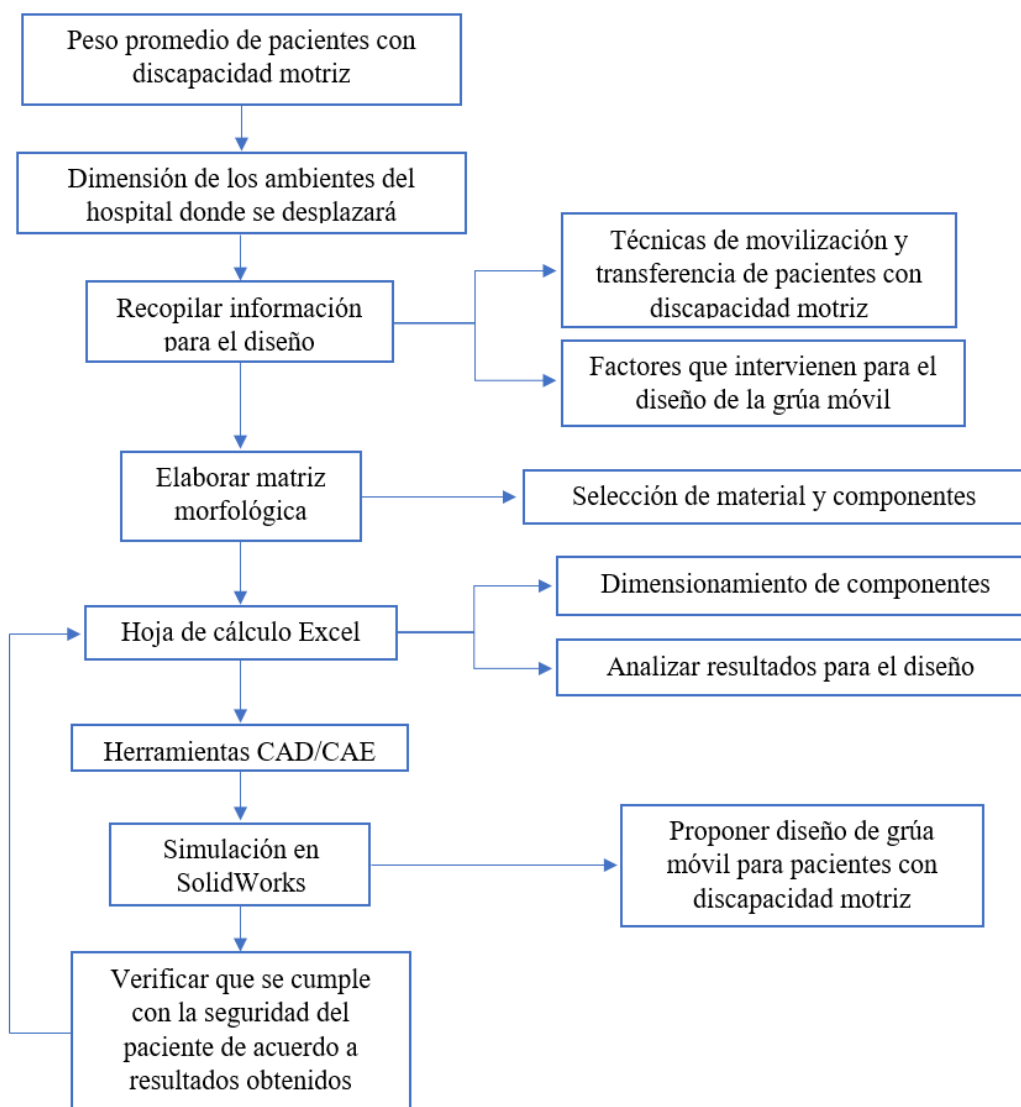 Peso promedio de pacientes con
discapacidad motriz
Dimensión de los ambientes del
hospital donde se desplazará
Recopilar información
para el diseño
Técnicas de movilización y
transferencia de pacientes con
discapacidad motriz
Factores que intervienen para el
diseño de la grúa móvil
Elaborar matriz
morfológica
Selección de material y componentes
Hoja de cálculo Excel
Dimensionamiento de componentes
Analizar resultados para el diseño
Herramientas CAD/CAE
Simulación en
SolidWorks
Proponer diseño de grúa
móvil para pacientes con
discapacidad motriz
Verificar que se cumple
con la seguridad del
paciente de acuerdo a
resultados obtenidos